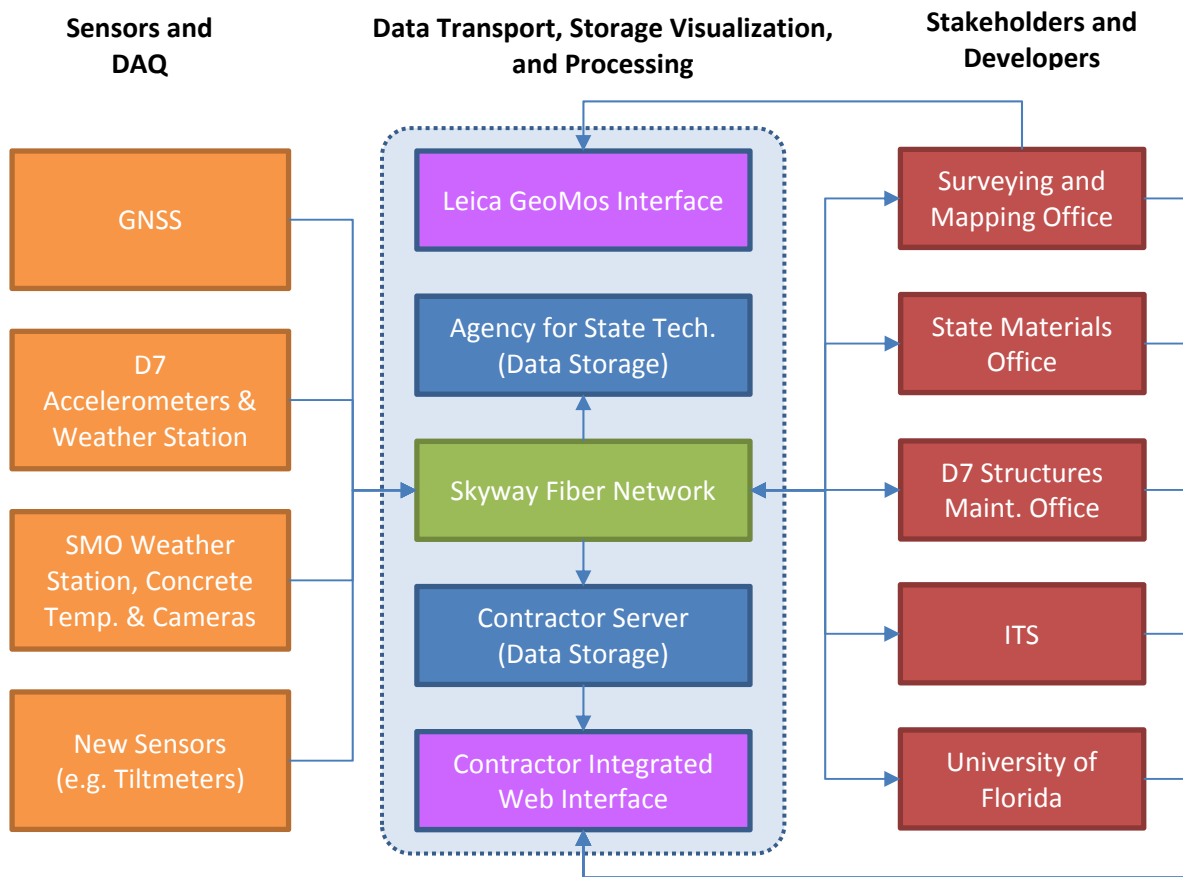 Sensors and
DAQ
Data Transport, Storage Visualization,
and Processing
Stakeholders and
Developers
GNSS
D7
Accelerometers &
Weather Station
SMO Weather
Station, Concrete
Temp. & Cameras
New Sensors
(e.g. Tiltmeters)
Leica GeoMos Interface
Agency for State Tech.
(Data Storage)
Skyway Fiber Network
Contractor Server
(Data Storage)
Contractor Integrated
Web Interface
Surveying and
Mapping Office
State Materials
Office
D7 Structures
Maint. Office
ITS
University of
Florida